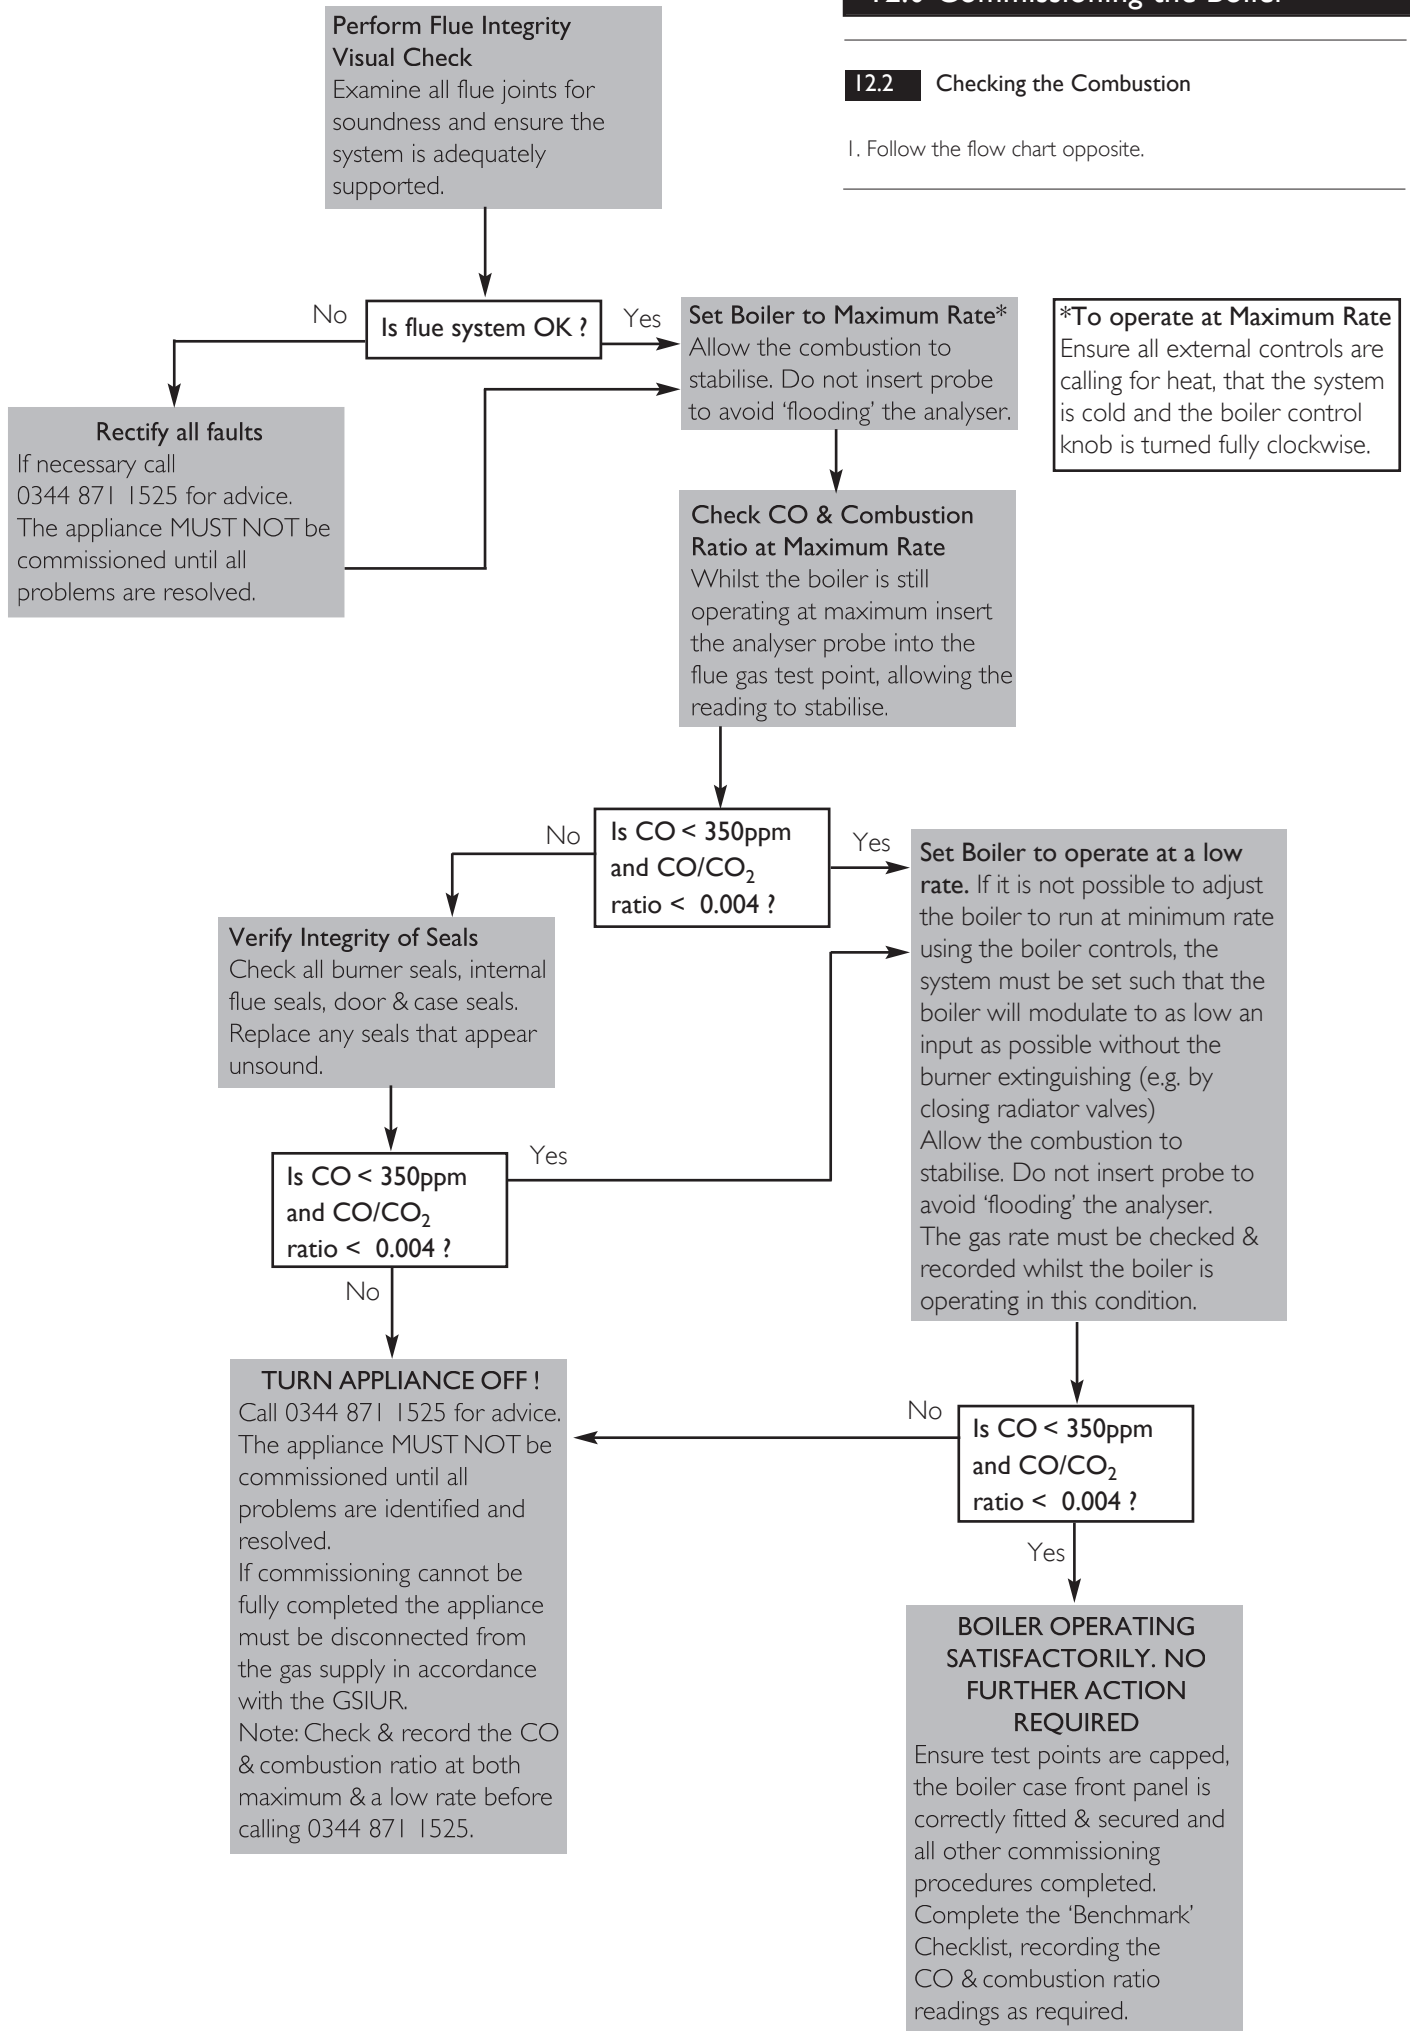 12.0 Commissioning the Boiler
12.2 Checking the Combustion
1. Follow the flow chart opposite.
Perform Flue Integrity
Visual Check
Examine all flue joints for
soundness and ensure the
system is adequately
supported.
No
Is flue system OK ?
Yes
Set Boiler to Maximum Rate*
Allow the combustion to
stabilise. Do not insert probe
to avoid ‘flooding’ the analyser.
*To operate at Maximum Rate
Ensure all external controls are
calling for heat, that the system
is cold and the boiler control
knob is turned fully clockwise.
Rectify all faults
If necessary call
0344 871 1525 for advice.
The appliance MUST NOT be
commissioned until all
problems are resolved.
Check CO & Combustion
Ratio at Maximum Rate
Whilst the boiler is still
operating at maximum insert
the analyser probe into the
flue gas test point, allowing the
reading to stabilise.
No
Is CO < 350ppm
and CO/CO₂
ratio < 0.004 ?
Yes
Set Boiler to operate at a low
rate. If it is not possible to adjust
the boiler to run at minimum rate
using the boiler controls, the
system must be set such that the
boiler will modulate to as low an
input as possible without the
burner extinguishing (e.g. by
closing radiator valves)
Allow the combustion to
stabilise. Do not insert probe to
avoid ‘flooding’ the analyser.
The gas rate must be checked &
recorded whilst the boiler is
operating in this condition.
Verify Integrity of Seals
Check all burner seals, internal
flue seals, door & case seals.
Replace any seals that appear
unsound.
Is CO < 350ppm
and CO/CO₂
ratio < 0.004 ?
Yes
No
TURN APPLIANCE OFF !
Call 0344 871 1525 for advice.
The appliance MUST NOT be
commissioned until all
problems are identified and
resolved.
If commissioning cannot be
fully completed the appliance
must be disconnected from
the gas supply in accordance
with the GSIUR.
Note: Check & record the CO
& combustion ratio at both
maximum & a low rate before
calling 0344 871 1525.
No
Is CO < 350ppm
and CO/CO₂
ratio < 0.004 ?
Yes
BOILER OPERATING
SATISFACTORILY. NO
FURTHER ACTION
REQUIRED
Ensure test points are capped,
the boiler case front panel is
correctly fitted & secured and
all other commissioning
procedures completed.
Complete the ‘Benchmark’
Checklist, recording the
CO & combustion ratio
readings as required.